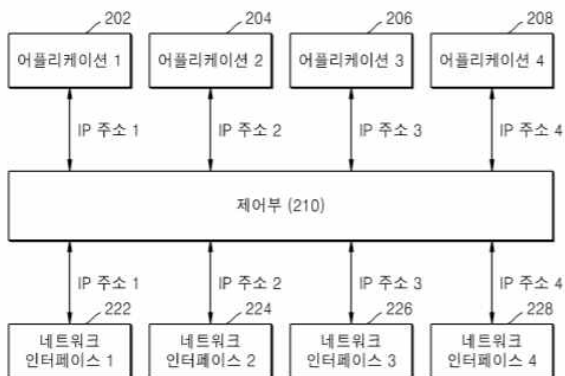 202 204 206 208
어플리케이션 1 어플리케이션 2 어플리케이션 3 어플리케이션 4
IP 주소 1 IP 주소 2 IP 주소 3 IP 주소 4
제어부 (210)
IP 주소 1 IP 주소 2 IP 주소 3 IP 주소 4
222 224 226 228
네트워크 네트워크 네트워크 네트워크
인터페이스 1 인터페이스 2 인터페이스 3 인터페이스 4